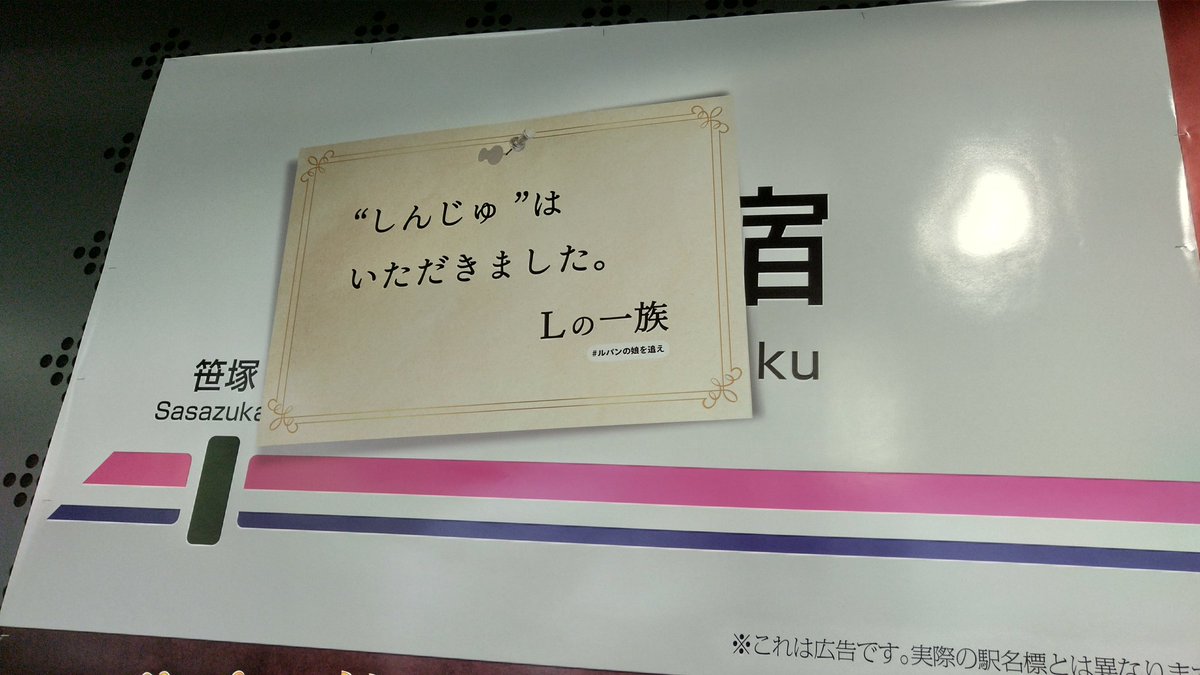 “しんじゅ”は
いただきました。
Lの一族
#ルパンの娘を追え
宿
ku
笹塚
Sasazuka
※これは広告です。実際の駅名標とは異なります